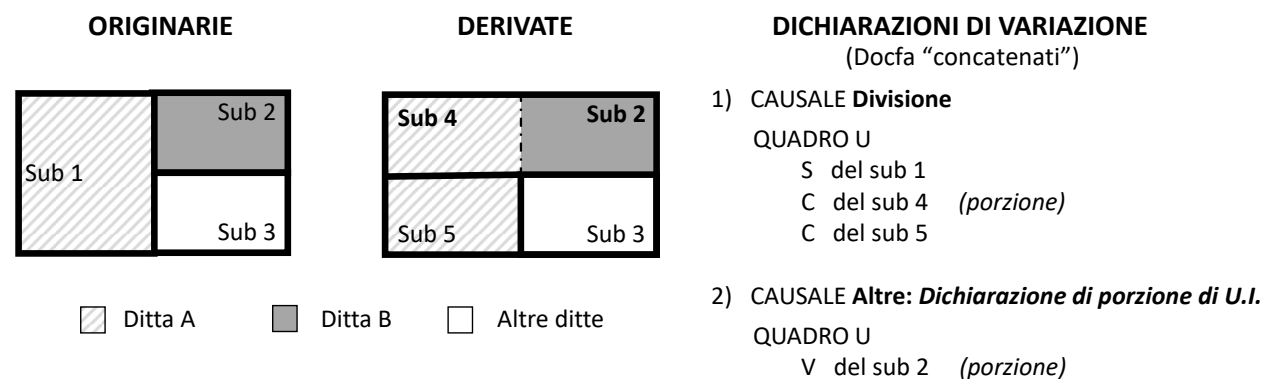 ORIGINARIE
DERIVATE
DICHIARAZIONI DI VARIAZIONE
(Docfa “concatenati”)
Sub 1
Sub 2
Sub 3
Sub 4
Sub 2
Sub 5
Sub 3
Ditta A
Ditta B
Altre ditte
1) CAUSALE Divisione
QUADRO U
S del sub 1
C del sub 4 (porzione)
C del sub 5
2) CAUSALE Altre: Dichiarazione di porzione di U.I.
QUADRO U
V del sub 2 (porzione)